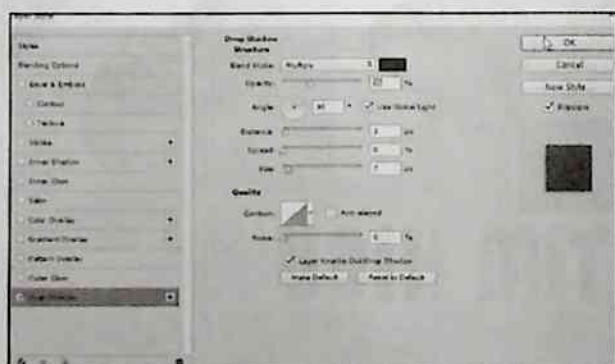 Layer Style
Styles
Blending Options
Bevel & Emboss
Contour
Texture
Stroke +
Inner Shadow +
Inner Glow
Satin
Color Overlay +
Gradient Overlay +
Pattern Overlay
Outer Glow
Drop Shadow +
Drop Shadow
Structure
Blend Mode: Multiply
Opacity: %
Angle: °
Use Global Light
Distance: px
Spread: %
Size: px
Quality
Contour:
Anti-aliased
Noise: %
Layer Knocks Out Drop Shadow
Make Default
Reset to Default
OK
Cancel
New Style
Preview